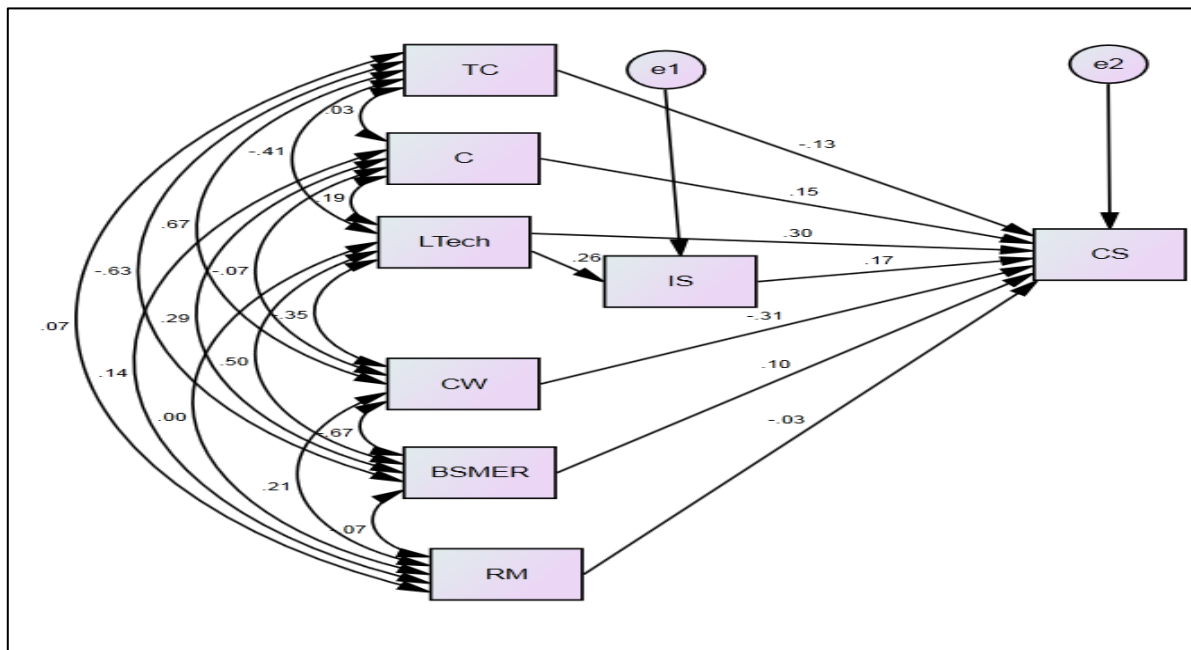 TC
e1
e2
.03
-.13
-.41
C
.15
.19
LTech
.30
.67
.26
CS
-.07
IS
.17
-.63
.29
-.35
-.31
.07
.50
.10
.14
CW
.00
-.03
-.67
BSMER
.21
-.07
RM